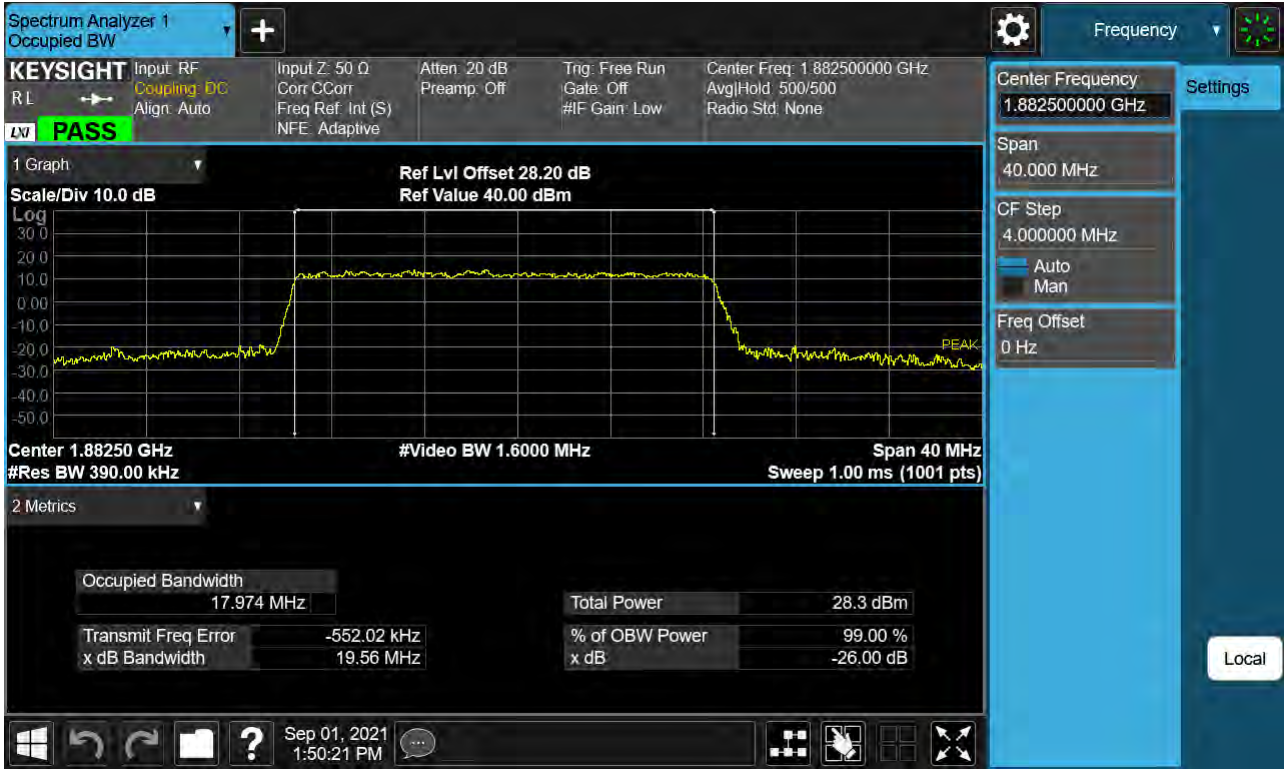 Spectrum Analyzer 1
Occupied BW
+
Frequency
KEYSIGHT
R L
LXI
PASS
Input: RF
Coupling: DC
Align: Auto
Input Z: 50 Ω
Corr CCorr
Freq Ref: Int (S)
NFE: Adaptive
Atten: 20 dB
Preamp: Off
Trig: Free Run
Gate: Off
#IF Gain: Low
Center Freq: 1.882500000 GHz
Avg|Hold: 500/500
Radio Std: None
1 Graph
Scale/Div 10.0 dB
Ref Lvl Offset 28.20 dB
Ref Value 40.00 dBm
Log
30.0
20.0
10.0
0.00
-10.0
-20.0
-30.0
-40.0
-50.0
PEAK
Center 1.88250 GHz
#Video BW 1.6000 MHz
Span 40 MHz
#Res BW 390.00 kHz
Sweep 1.00 ms (1001 pts)
2 Metrics
Occupied Bandwidth
17.974 MHz
Total Power 28.3 dBm
Transmit Freq Error -552.02 kHz
% of OBW Power 99.00 %
x dB Bandwidth 19.56 MHz
x dB -26.00 dB
Center Frequency
1.882500000 GHz
Settings
Span
40.000 MHz
CF Step
4.000000 MHz
Auto
Man
Freq Offset
0 Hz
Local
?
Sep 01, 2021
1:50:21 PM